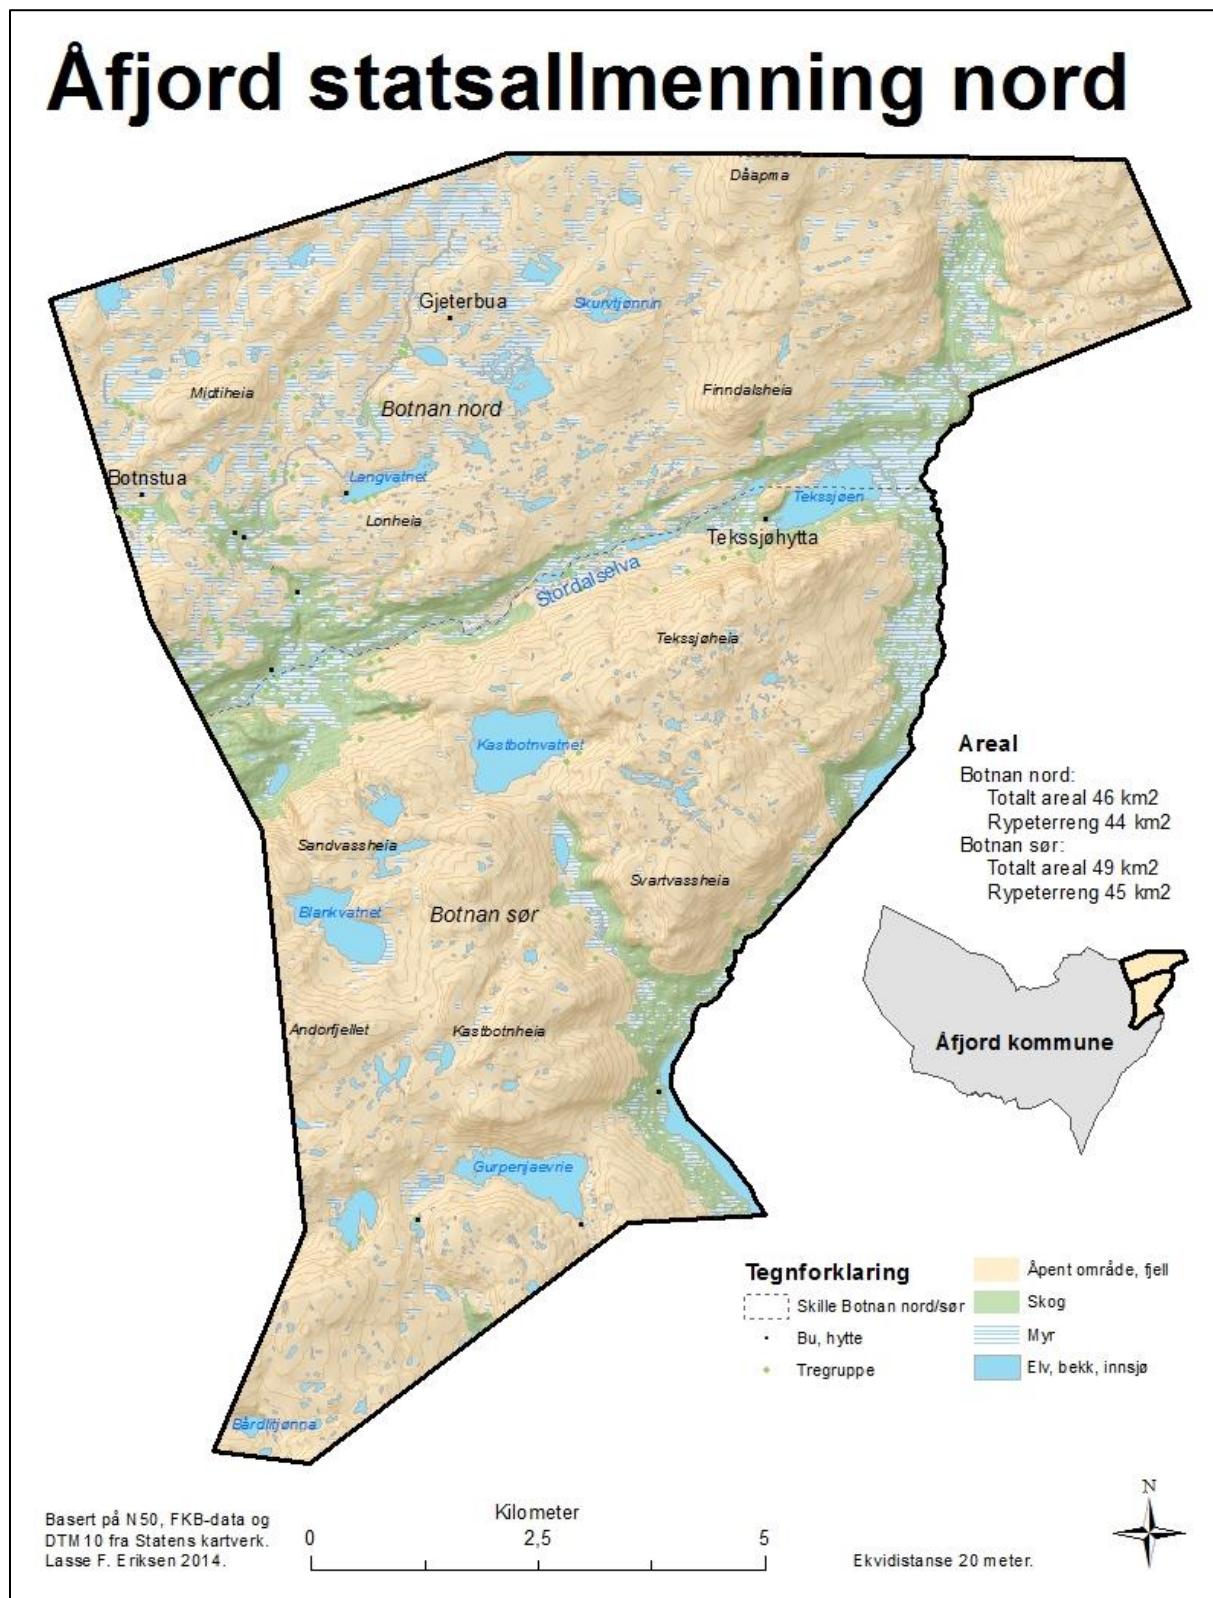 Åfjord statsallmenning nord
Dåapma
Gjeterbua
Skurvtjønnin
Midtiheia
Finndalsheia
Botnan nord
Botnstua
Langvatnet
Tekssjøen
Lonheia
Tekssjøhytta
Stordalselva
Tekssjøheia
Kastbotnvatnet
Areal
Botnan nord:
Totalt areal 46 km2
Rypeterreng 44 km2
Botnan sør:
Totalt areal 49 km2
Rypeterreng 45 km2
Sandvassheia
Svartvassheia
Blankvatnet
Botnan sør
Andorfjellet
Kastbotnheia
Åfjord kommune
Gurpenjaevrie
Tegnforklaring
Skille Botnan nord/sør
Bu, hytte
Tregruppe
Åpent område, fjell
Skog
Myr
Elv, bekk, innsjø
Bårdlitjønna
Basert på N50, FKB-data og
DTM10 fra Statens kartverk.
Lasse F. Eriksen 2014.
Kilometer
0 2,5 5
Ekvidistanse 20 meter.
N